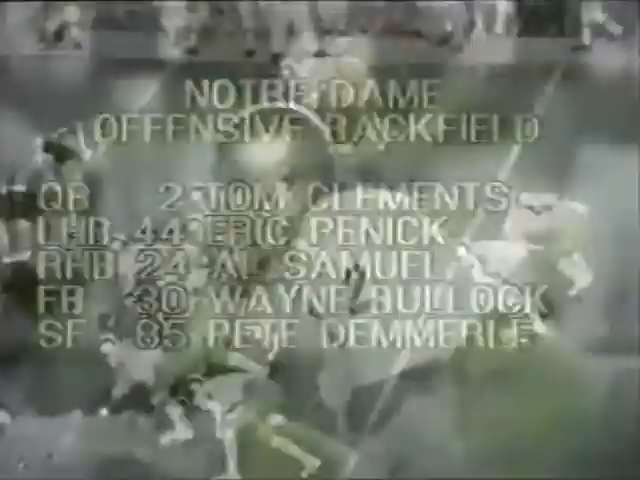 NOTRE DAME
OFFENSIVE BACKFIELD
QB 2 TOM CLEMENTS
LHB 44 ERIC PENICK
RHB 24 AL SAMUEL
FB 30 WAYNE BULLOCK
SE 85 PETE DEMMERLE